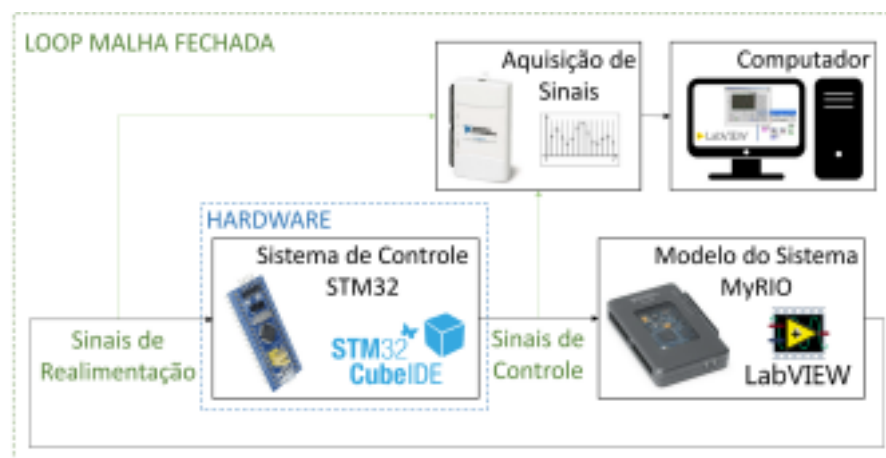 LOOP MALHA FECHADA
Aquisição de
Sinais
Computador
LabVIEW
HARDWARE
Sistema de Controle
STM32
STM32
CubeIDE
Sinais de
Realimentação
Sinais de
Controle
Modelo do Sistema
MyRIO
LabVIEW